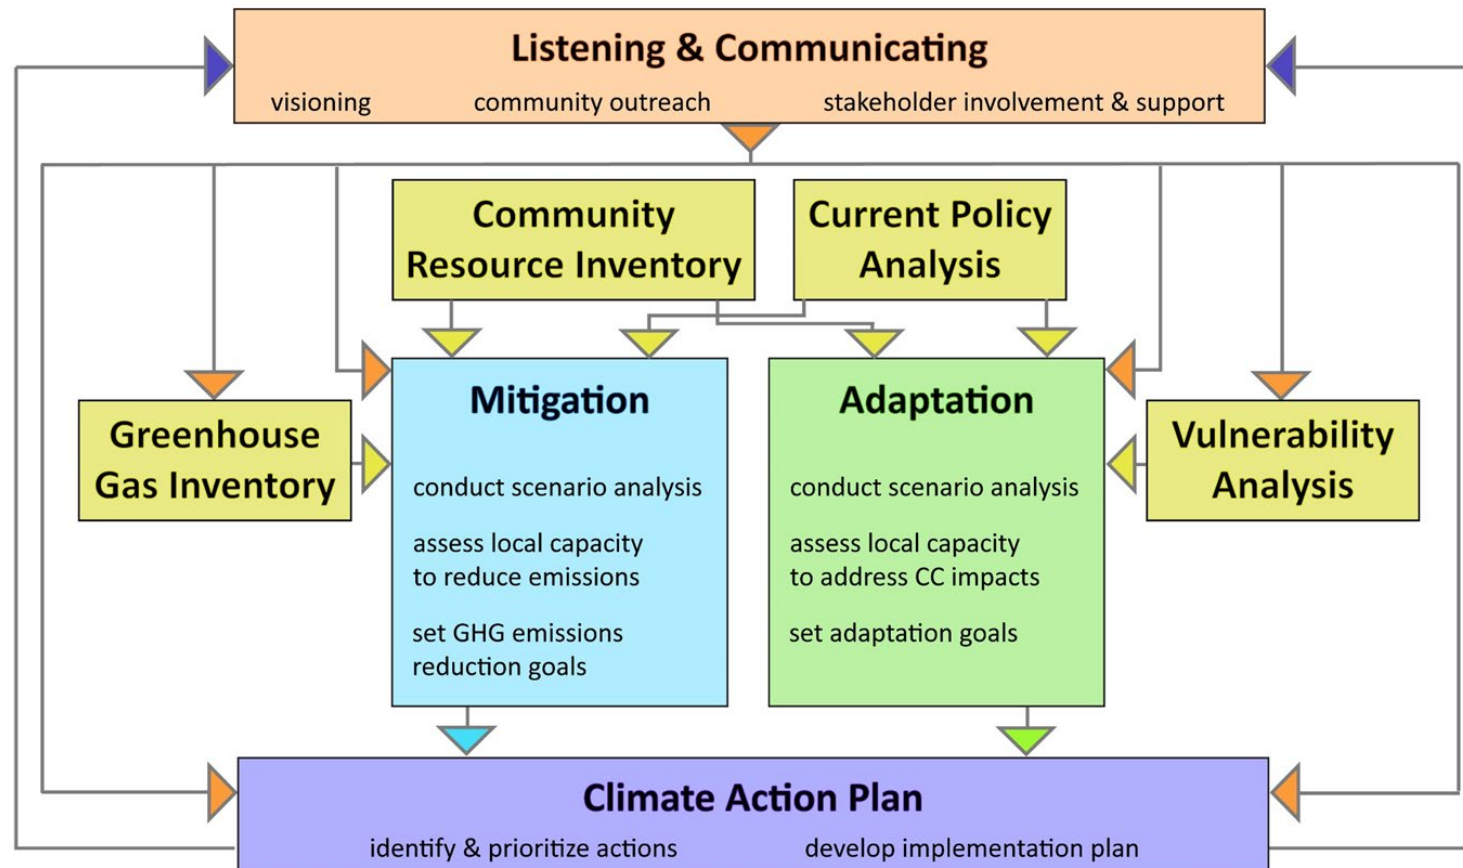 Listening & Communicating
visioning community outreach stakeholder involvement & support
Community
Resource Inventory
Current Policy
Analysis
Greenhouse
Gas Inventory
Mitigation
conduct scenario analysis
assess local capacity
to reduce emissions
set GHG emissions
reduction goals
Adaptation
conduct scenario analysis
assess local capacity
to address CC impacts
set adaptation goals
Vulnerability
Analysis
Climate Action Plan
identify & prioritize actions develop implementation plan